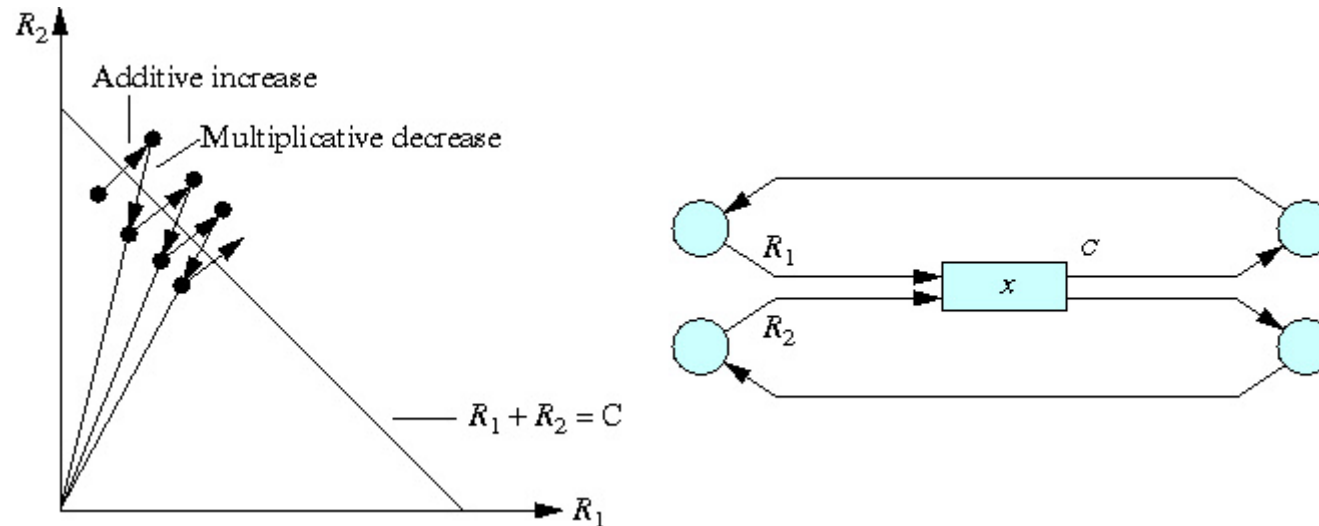 R₂
Additive increase
Multiplicative decrease
R₁ + R₂ = C
R₁
R₁
C
x
R₂